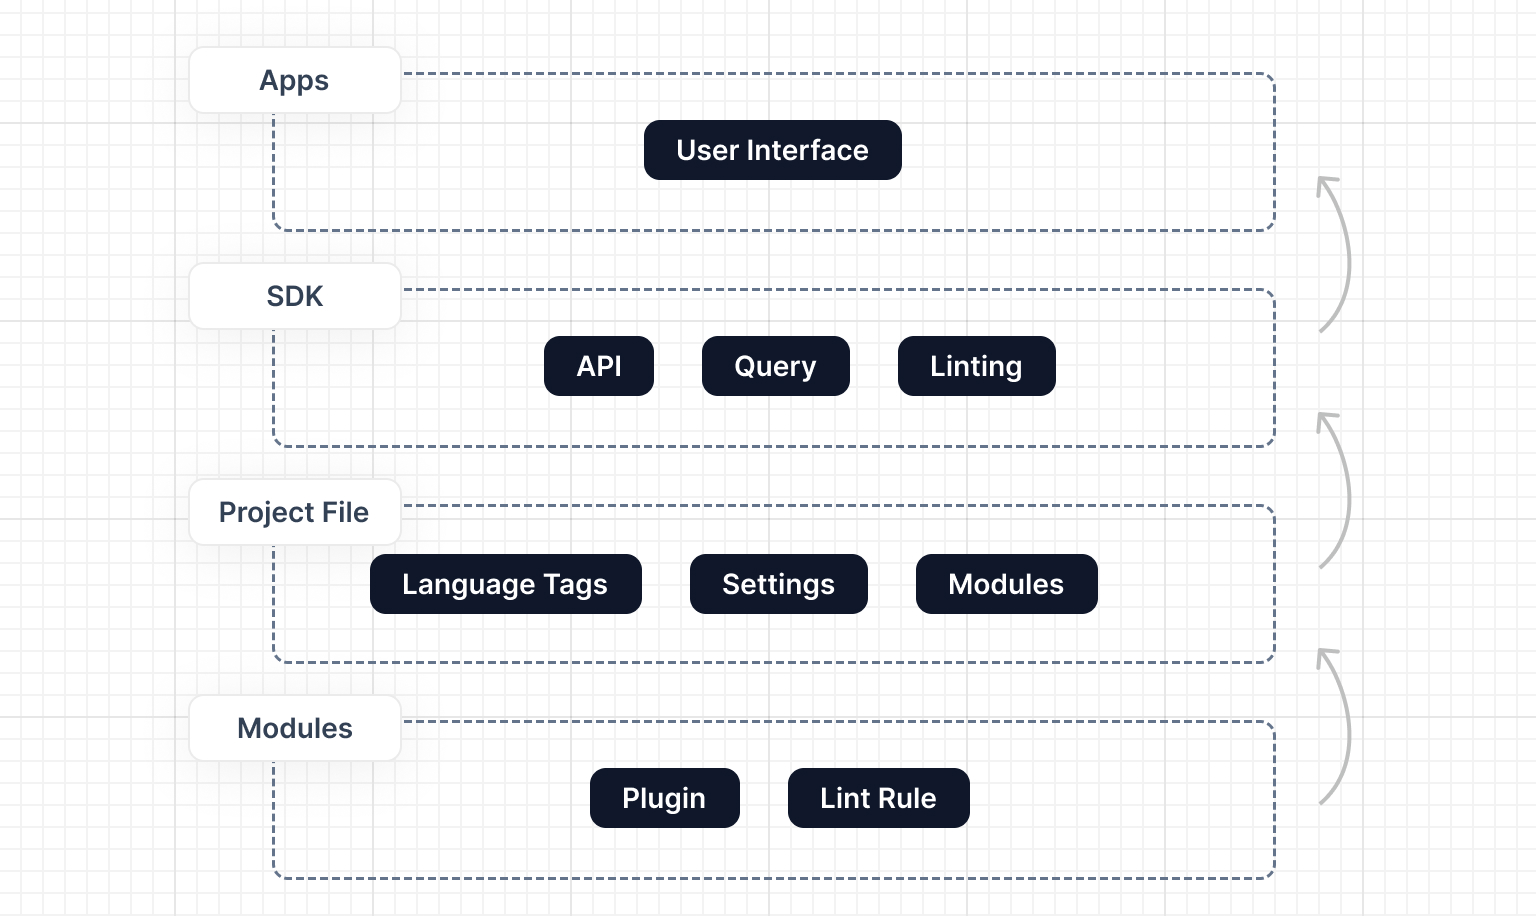 Apps
User Interface
SDK
API
Query
Linting
Project File
Language Tags
Settings
Modules
Modules
Plugin
Lint Rule